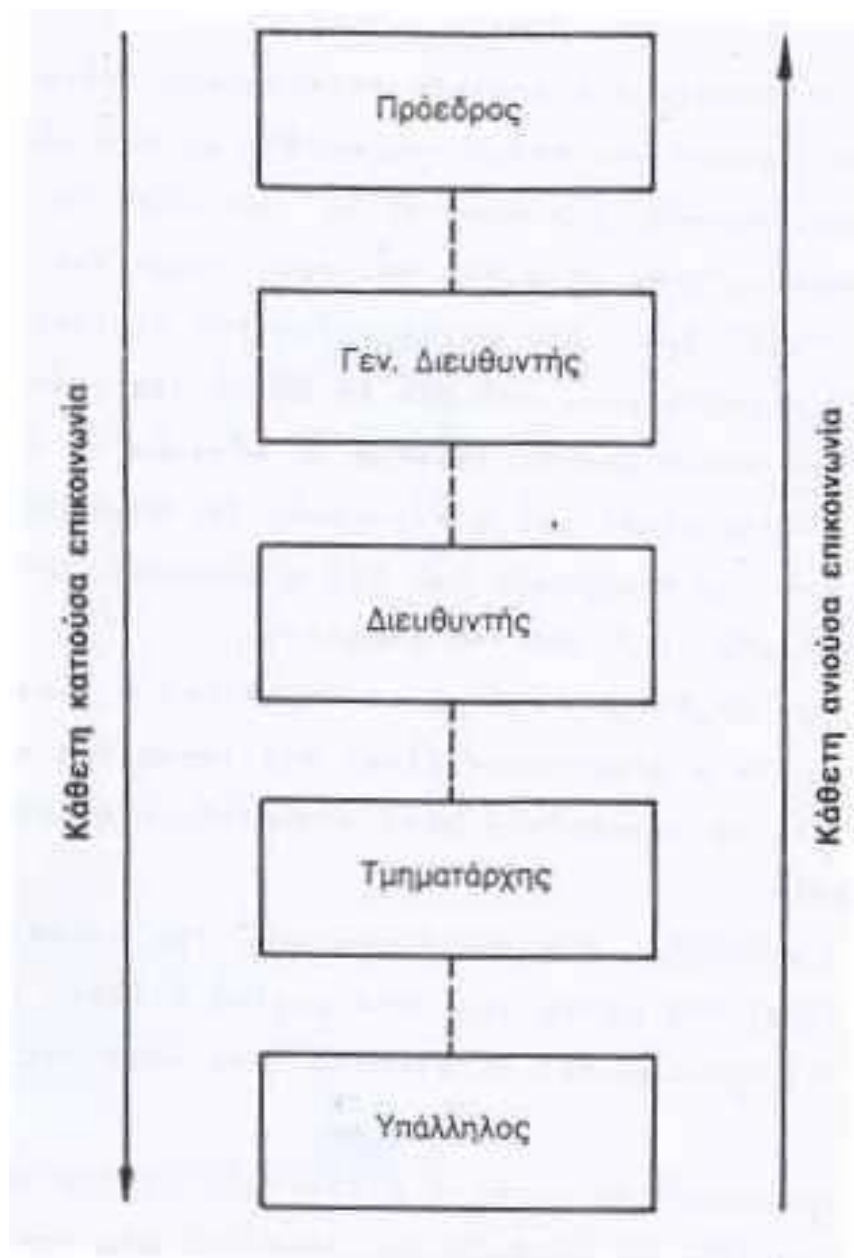 Πρόεδρος
Γεν. Διευθυντής
Διευθυντής
Τμηματάρχης
Υπάλληλος
Κάθετη κατιούσα επικοινωνία
Κάθετη ανιούσα επικοινωνία